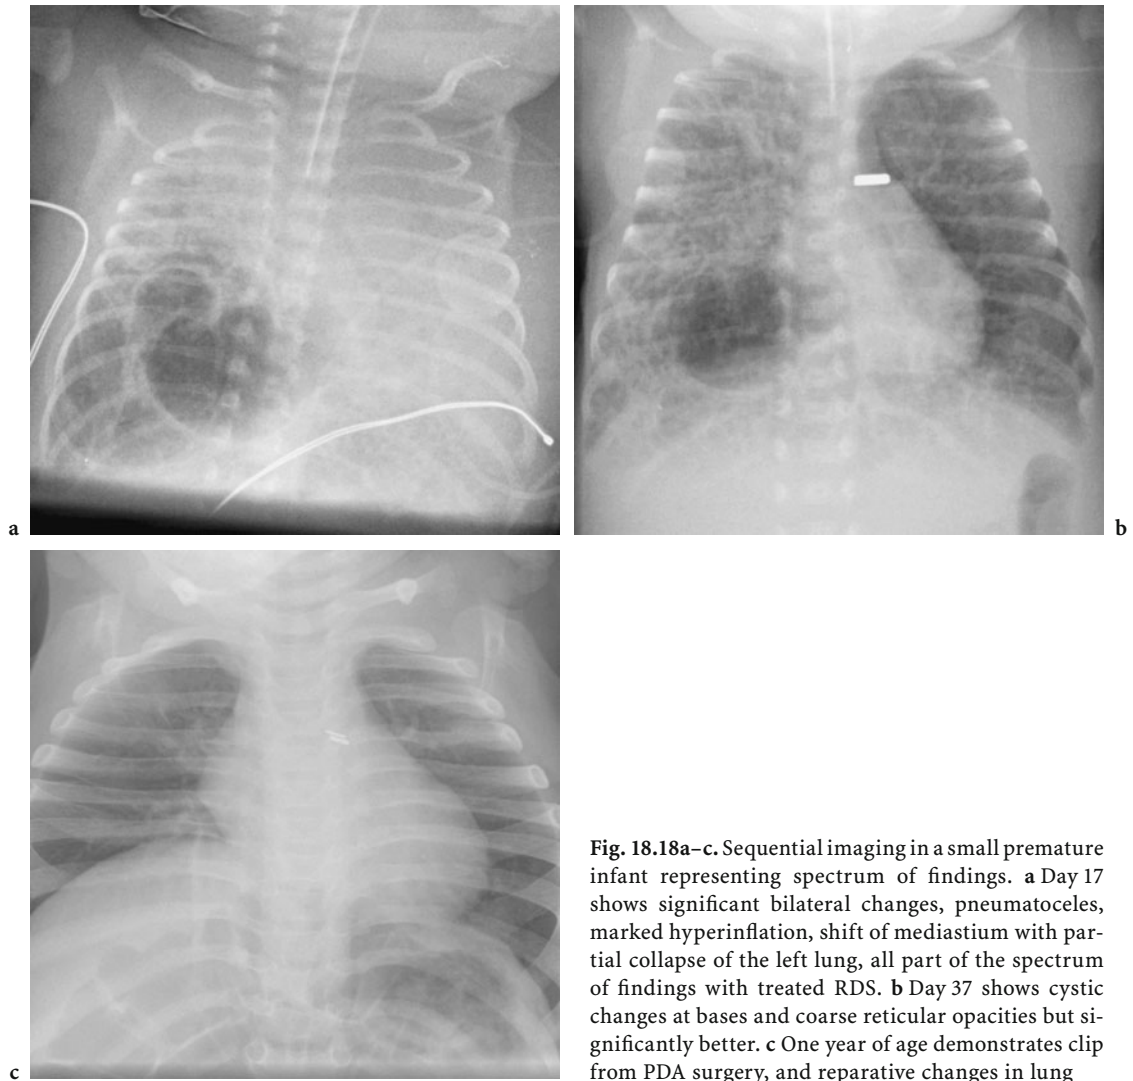 a
b
c
Fig. 18.18a–c. Sequential imaging in a small premature
infant representing spectrum of findings. a Day 17
shows significant bilateral changes, pneumatoceles,
marked hyperinflation, shift of mediastium with par-
tial collapse of the left lung, all part of the spectrum
of findings with treated RDS. b Day 37 shows cystic
changes at bases and coarse reticular opacities but si-
gnificantly better. c One year of age demonstrates clip
from PDA surgery, and reparative changes in lung